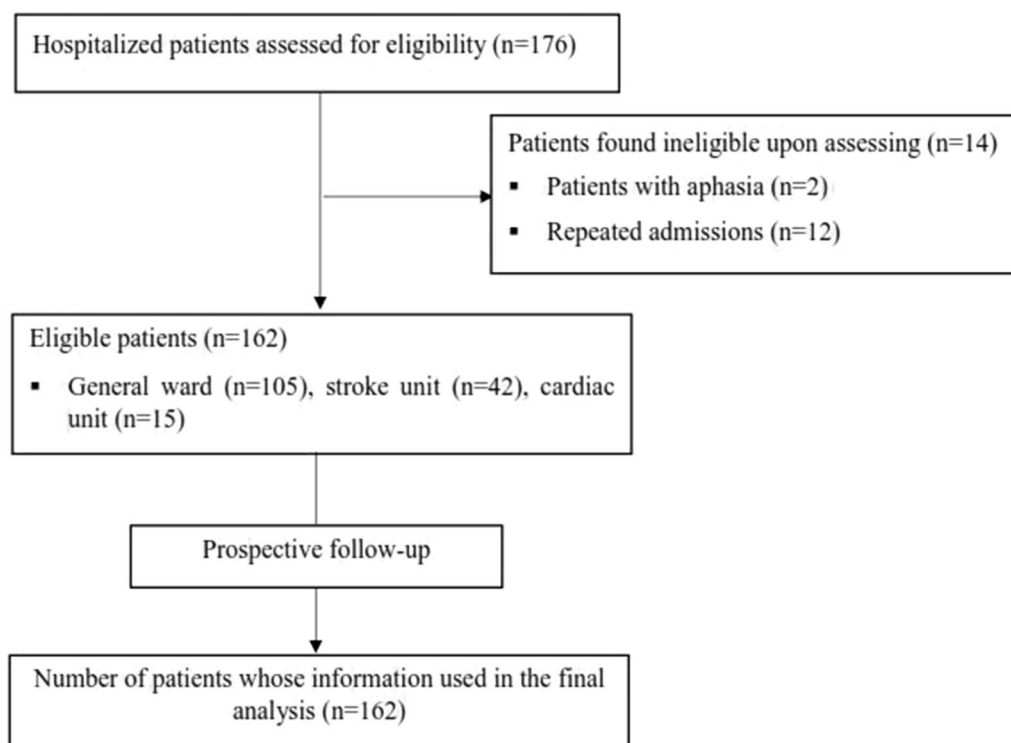 Hospitalized patients assessed for eligibility (n=176)
Patients found ineligible upon assessing (n=14)
▪ Patients with aphasia (n=2)
▪ Repeated admissions (n=12)
Eligible patients (n=162)
▪ General ward (n=105), stroke unit (n=42), cardiac
unit (n=15)
Prospective follow-up
Number of patients whose information used in the final
analysis (n=162)